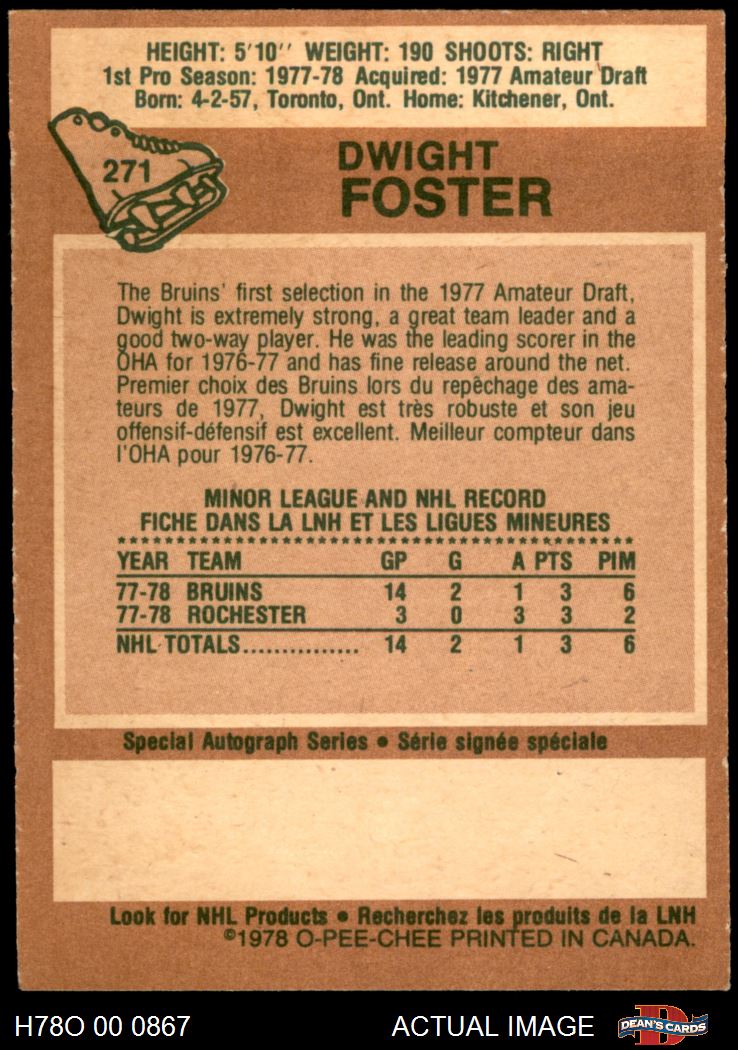 HEIGHT: 5'10'' WEIGHT: 190 SHOOTS: RIGHT
1st Pro Season: 1977-78 Acquired: 1977 Amateur Draft
Born: 4-2-57, Toronto, Ont. Home: Kitchener, Ont.
271
DWIGHT
FOSTER
The Bruins' first selection in the 1977 Amateur Draft,
Dwight is extremely strong, a great team leader and a
good two-way player. He was the leading scorer in the
OHA for 1976-77 and has fine release around the net.
Premier choix des Bruins lors du repêchage des ama-
teurs de 1977, Dwight est très robuste et son jeu
offensif-défensif est excellent. Meilleur compteur dans
l'OHA pour 1976-77.
MINOR LEAGUE AND NHL RECORD
FICHE DANS LA LNH ET LES LIGUES MINEURES
YEAR TEAM GP G A PTS PIM
77-78 BRUINS 14 2 1 3 6
77-78 ROCHESTER 3 0 3 3 2
NHL TOTALS............... 14 2 1 3 6
Special Autograph Series • Série signée spéciale
Look for NHL Products • Recherchez les produits de la LNH
©1978 O-PEE-CHEE PRINTED IN CANADA.
H78O 00 0867 ACTUAL IMAGE D DEAN'S CARDS